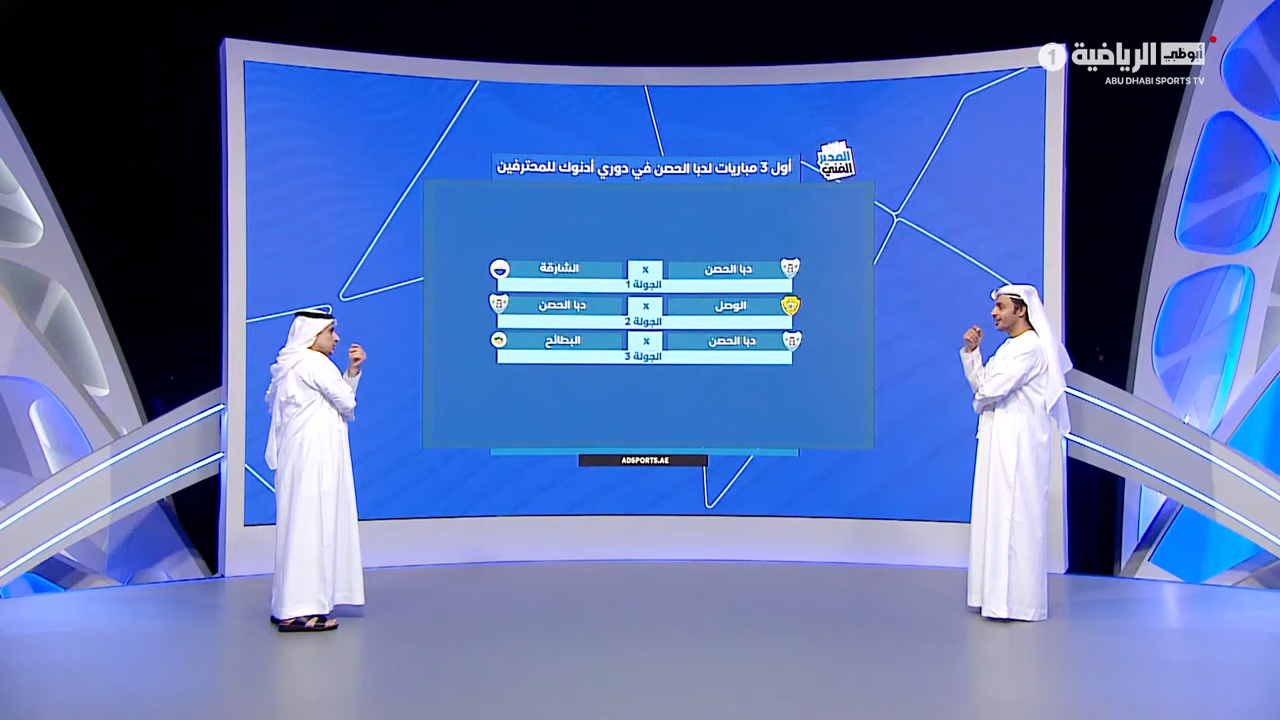 أبوظبي الرياضية 1
ABU DHABI SPORTS TV
المدير
الفني
أول 3 مباريات لدبا الحصن في دوري أدنوك للمحترفين
دبا الحصن x الشارقة
الجولة 1
الوصل x دبا الحصن
الجولة 2
دبا الحصن x البطائح
الجولة 3
ADSPORTS.AE